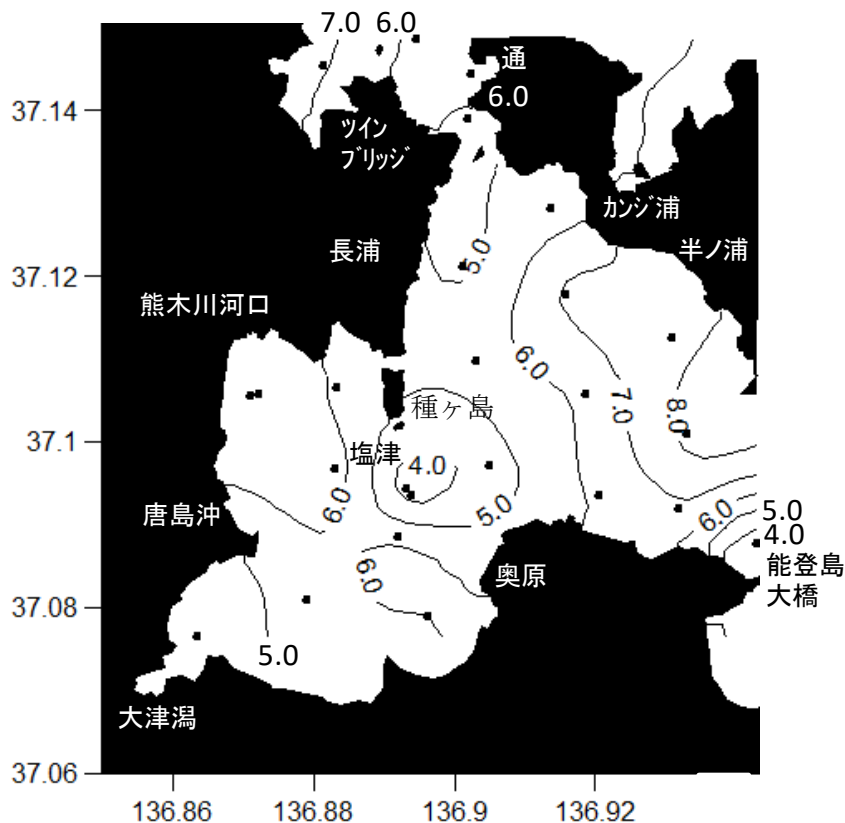 7.0 6.0
通
37.14
6.0
ﾂｲﾝ
ﾌﾞﾘｯｼﾞ
ｶﾝｼﾞ浦
長浦
5.0
半ノ浦
37.12
熊木川河口
6.0
7.0
8.0
種ヶ島
37.1
塩津
4.0
6.0
5.0
唐島沖
6.0
5.0
4.0
能登島
大橋
6.0
奥原
37.08
5.0
大津潟
37.06
136.86 136.88 136.9 136.92